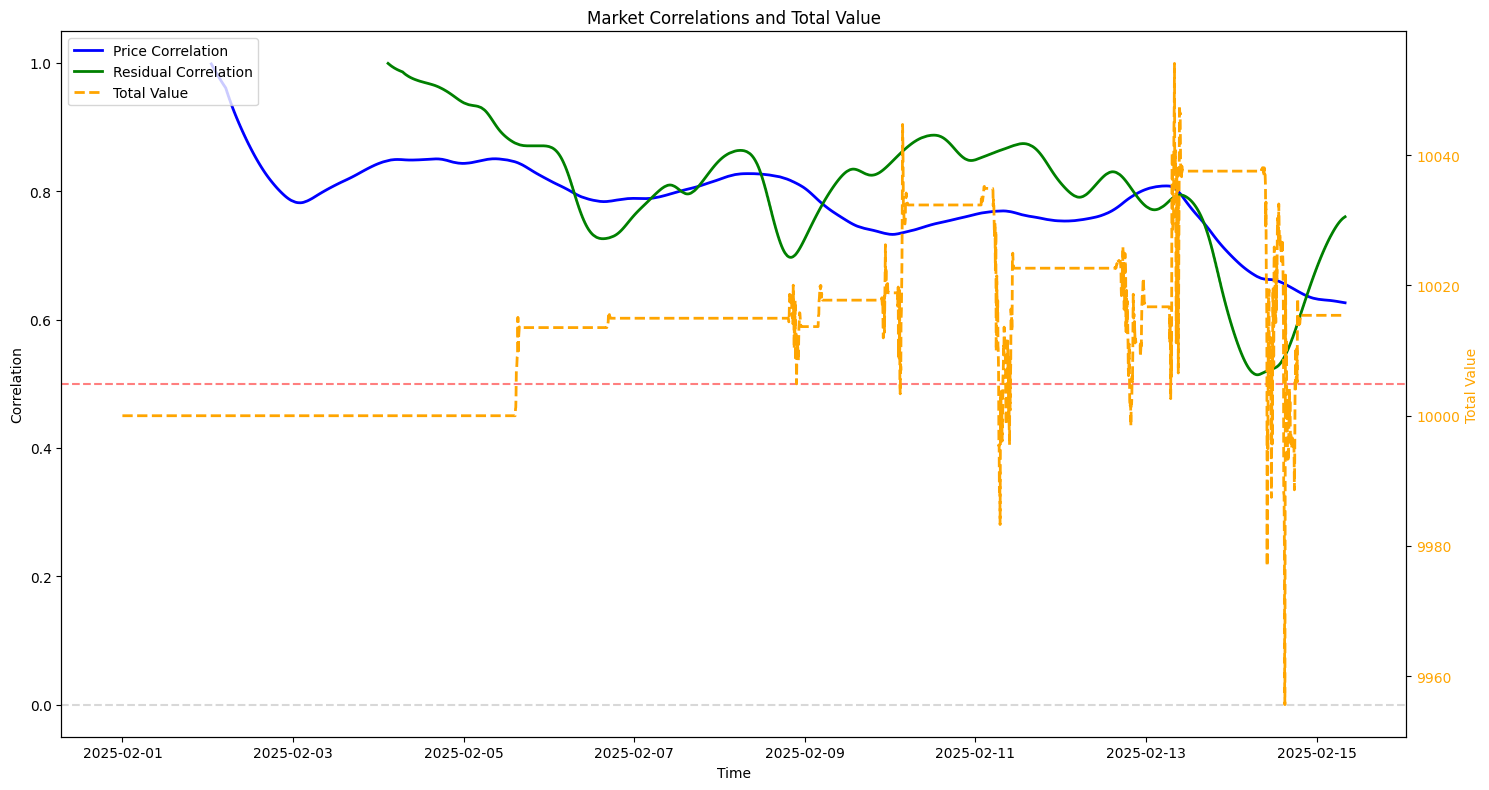 Market Correlations and Total Value
Price Correlation
Residual Correlation
Total Value
1.0
0.8
0.6
0.4
0.2
0.0
Correlation
10040
10020
10000
9980
9960
Total Value
2025-02-01
2025-02-03
2025-02-05
2025-02-07
2025-02-09
2025-02-11
2025-02-13
2025-02-15
Time